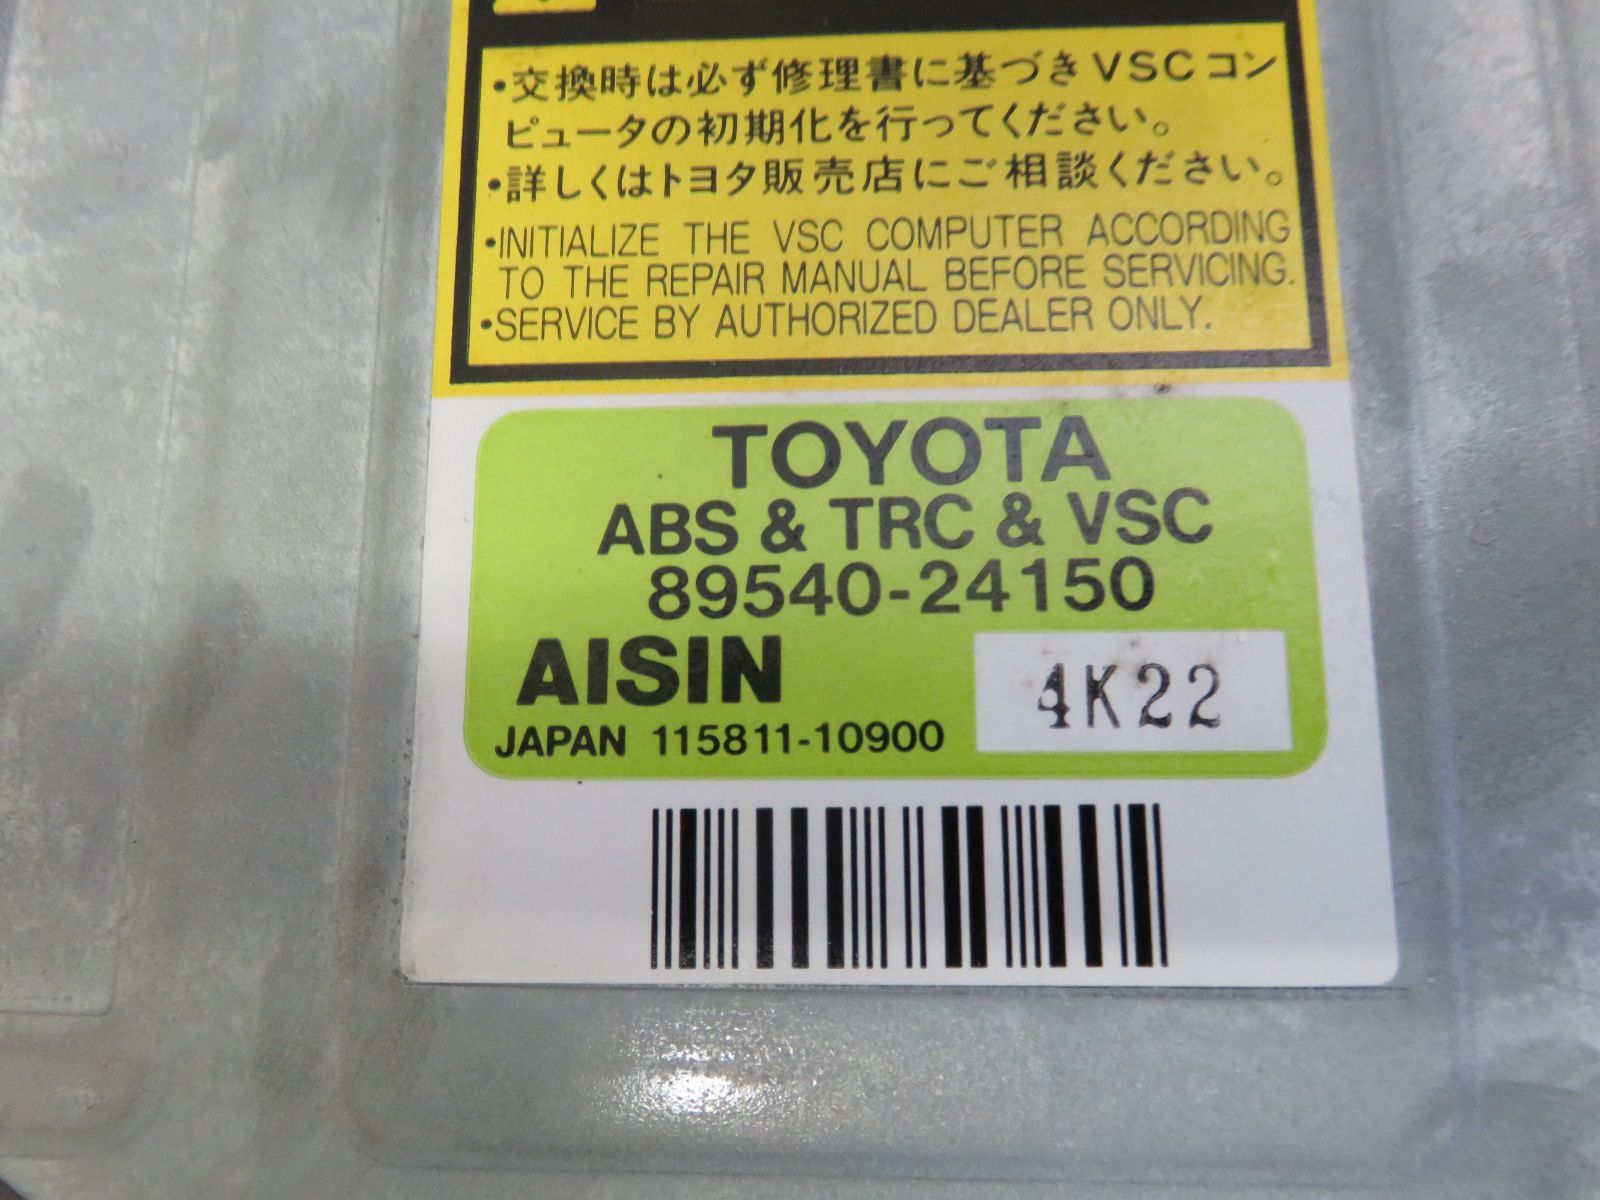 ・交換時は必ず修理書に基づきVSCコン
ピュータの初期化を行ってください。
・詳しくはトヨタ販売店にご相談ください。
・INITIALIZE THE VSC COMPUTER ACCORDING
TO THE REPAIR MANUAL BEFORE SERVICING.
・SERVICE BY AUTHORIZED DEALER ONLY.
TOYOTA
ABS & TRC & VSC
89540-24150
AISIN
4K22
JAPAN 115811-10900